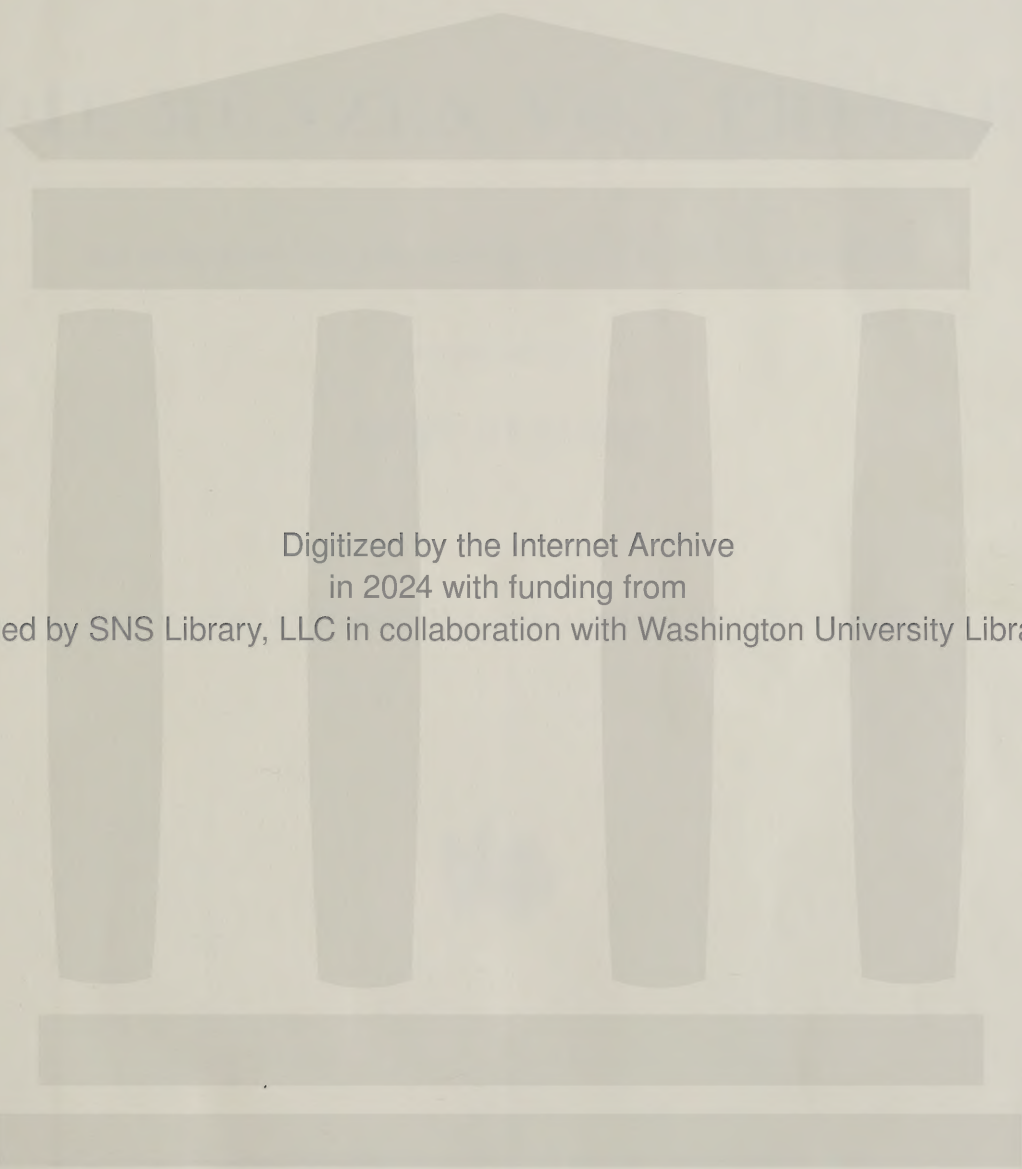 Digitized by the Internet Archive
in 2024 with funding from
ed by SNS Library, LLC in collaboration with Washington University Libra